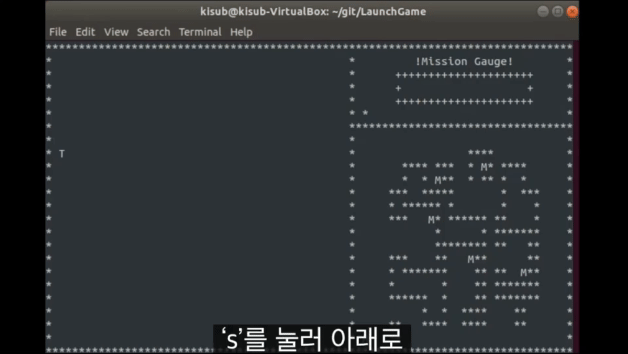 kisub@kisub-VirtualBox: ~/git/LaunchGame
File Edit View Search Terminal Help
!Mission Gauge!
T
M
M
M
M
M
's'를 눌러 아래로